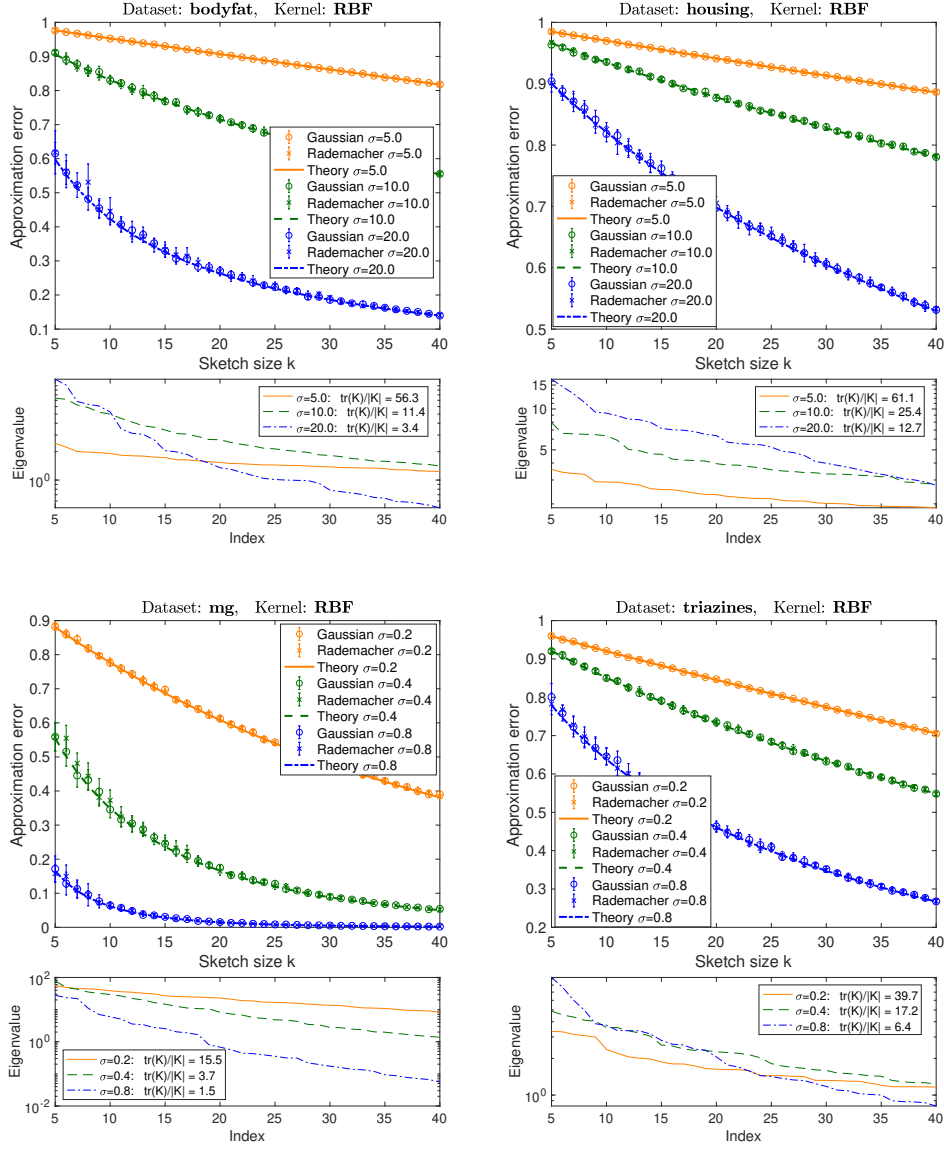 Dataset: bodyfat, Kernel: RBF
Approximation error
1
0.9
0.8
0.7
0.6
0.5
0.4
0.3
0.2
0.1
Gaussian σ=5.0
Rademacher σ=5.0
Theory σ=5.0
Gaussian σ=10.0
Rademacher σ=10.0
Theory σ=10.0
Gaussian σ=20.0
Rademacher σ=20.0
Theory σ=20.0
5 10 15 20 25 30 35 40
Sketch size k
Eigenvalue
10^0
σ=5.0: tr(K)/|K| = 56.3
σ=10.0: tr(K)/|K| = 11.4
σ=20.0: tr(K)/|K| = 3.4
5 10 15 20 25 30 35 40
Index
Dataset: housing, Kernel: RBF
Approximation error
1
0.9
0.8
0.7
0.6
0.5
Gaussian σ=5.0
Rademacher σ=5.0
Theory σ=5.0
Gaussian σ=10.0
Rademacher σ=10.0
Theory σ=10.0
Gaussian σ=20.0
Rademacher σ=20.0
Theory σ=20.0
5 10 15 20 25 30 35 40
Sketch size k
Eigenvalue
15
10
5
σ=5.0: tr(K)/|K| = 61.1
σ=10.0: tr(K)/|K| = 25.4
σ=20.0: tr(K)/|K| = 12.7
5 10 15 20 25 30 35 40
Index
Dataset: mg, Kernel: RBF
Approximation error
0.9
0.8
0.7
0.6
0.5
0.4
0.3
0.2
0.1
0
Gaussian σ=0.2
Rademacher σ=0.2
Theory σ=0.2
Gaussian σ=0.4
Rademacher σ=0.4
Theory σ=0.4
Gaussian σ=0.8
Rademacher σ=0.8
Theory σ=0.8
5 10 15 20 25 30 35 40
Sketch size k
Eigenvalue
10^2
10^0
10^-2
σ=0.2: tr(K)/|K| = 15.5
σ=0.4: tr(K)/|K| = 3.7
σ=0.8: tr(K)/|K| = 1.5
5 10 15 20 25 30 35 40
Index
Dataset: triazines, Kernel: RBF
Approximation error
1
0.9
0.8
0.7
0.6
0.5
0.4
0.3
0.2
Gaussian σ=0.2
Rademacher σ=0.2
Theory σ=0.2
Gaussian σ=0.4
Rademacher σ=0.4
Theory σ=0.4
Gaussian σ=0.8
Rademacher σ=0.8
Theory σ=0.8
5 10 15 20 25 30 35 40
Sketch size k
Eigenvalue
10^0
σ=0.2: tr(K)/|K| = 39.7
σ=0.4: tr(K)/|K| = 17.2
σ=0.8: tr(K)/|K| = 6.4
5 10 15 20 25 30 35 40
Index